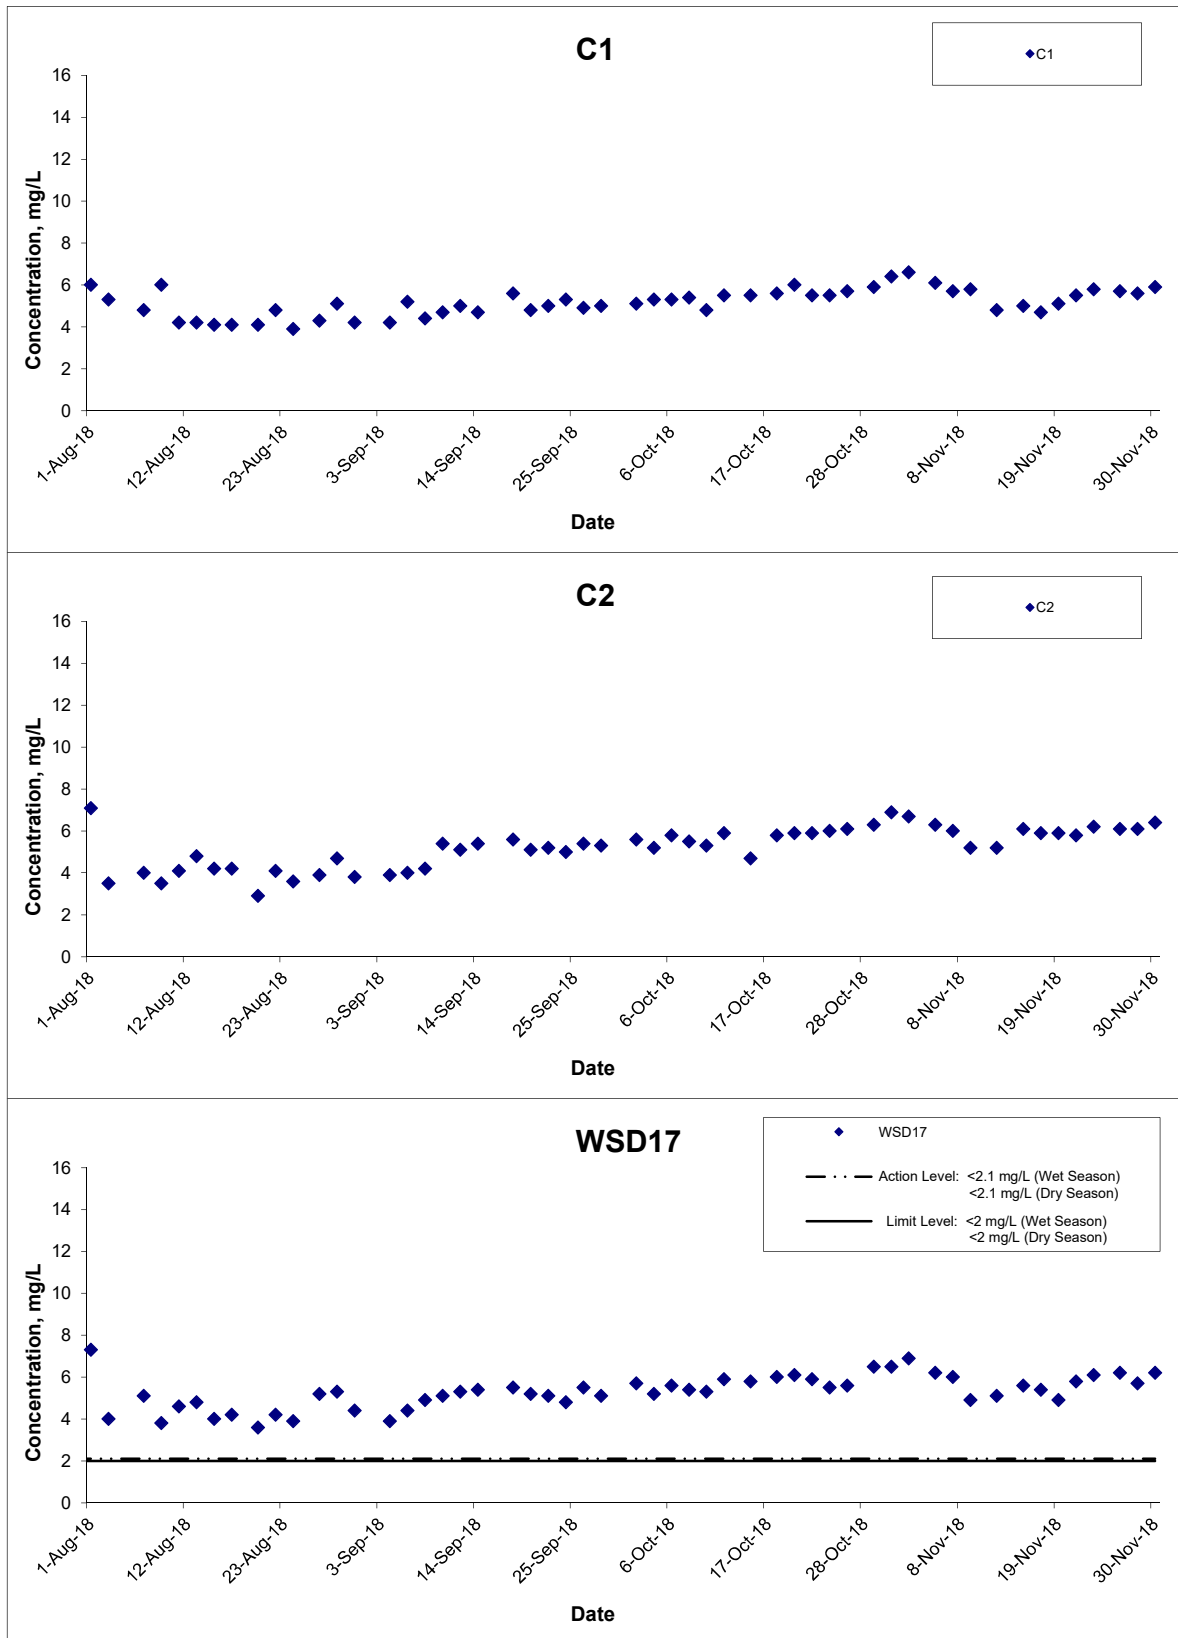 C1
C1
16
14
12
10
8
6
4
2
0
Concentration, mg/L
1-Aug-18
12-Aug-18
23-Aug-18
3-Sep-18
14-Sep-18
25-Sep-18
6-Oct-18
17-Oct-18
28-Oct-18
8-Nov-18
19-Nov-18
30-Nov-18
Date
C2
C2
16
14
12
10
8
6
4
2
0
Concentration, mg/L
1-Aug-18
12-Aug-18
23-Aug-18
3-Sep-18
14-Sep-18
25-Sep-18
6-Oct-18
17-Oct-18
28-Oct-18
8-Nov-18
19-Nov-18
30-Nov-18
Date
WSD17
WSD17
Action Level: <2.1 mg/L (Wet Season)
<2.1 mg/L (Dry Season)
Limit Level: <2 mg/L (Wet Season)
<2 mg/L (Dry Season)
16
14
12
10
8
6
4
2
0
Concentration, mg/L
1-Aug-18
12-Aug-18
23-Aug-18
3-Sep-18
14-Sep-18
25-Sep-18
6-Oct-18
17-Oct-18
28-Oct-18
8-Nov-18
19-Nov-18
30-Nov-18
Date